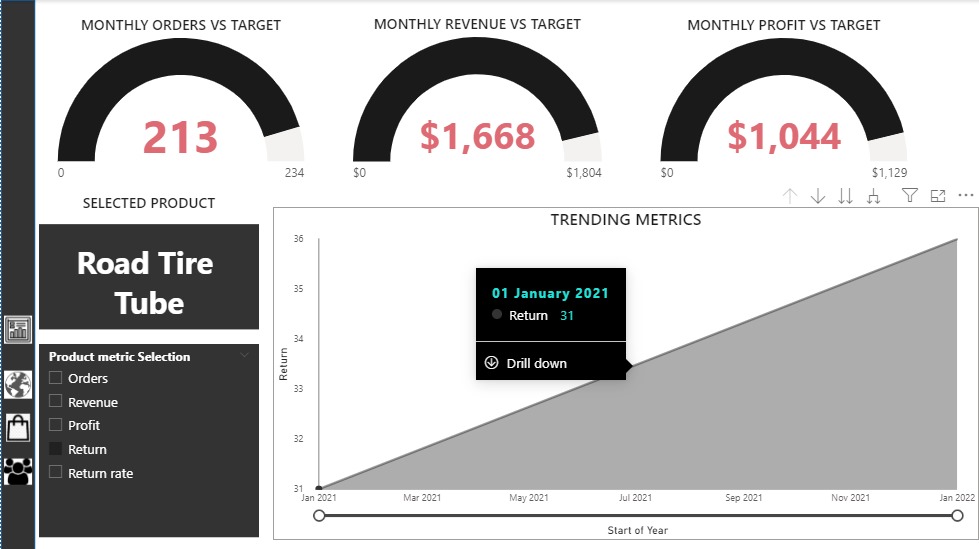 MONTHLY ORDERS VS TARGET
213
0
234
MONTHLY REVENUE VS TARGET
$1,668
$0
$1,804
MONTHLY PROFIT VS TARGET
$1,044
$0
$1,129
SELECTED PRODUCT
Road Tire
Tube
Product metric Selection
Orders
Revenue
Profit
Return
Return rate
TRENDING METRICS
Return
36
35
34
33
32
31
01 January 2021
Return 31
Drill down
Jan 2021 Mar 2021 May 2021 Jul 2021 Sep 2021 Nov 2021 Jan 2022
Start of Year